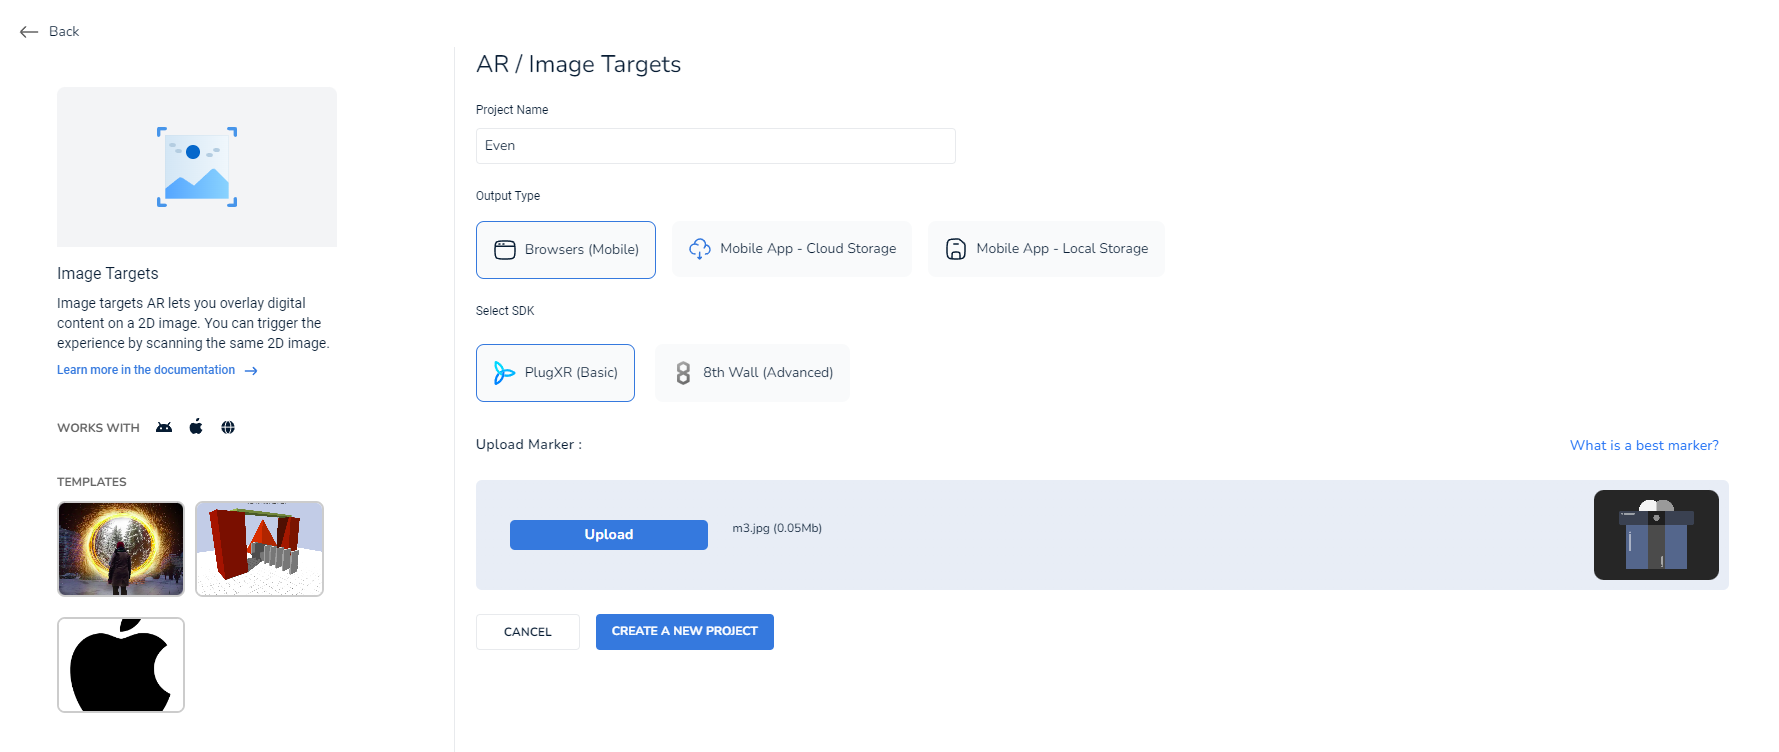 Back
AR / Image Targets
Project Name
Even
Output Type
Browsers (Mobile)
Mobile App - Cloud Storage
Mobile App - Local Storage
Select SDK
PlugXR (Basic)
8th Wall (Advanced)
Upload Marker :
What is a best marker?
Upload
m3.jpg (0.05Mb)
CANCEL
CREATE A NEW PROJECT
Image Targets
Image targets AR lets you overlay digital
content on a 2D image. You can trigger the
experience by scanning the same 2D image.
Learn more in the documentation
WORKS WITH
TEMPLATES